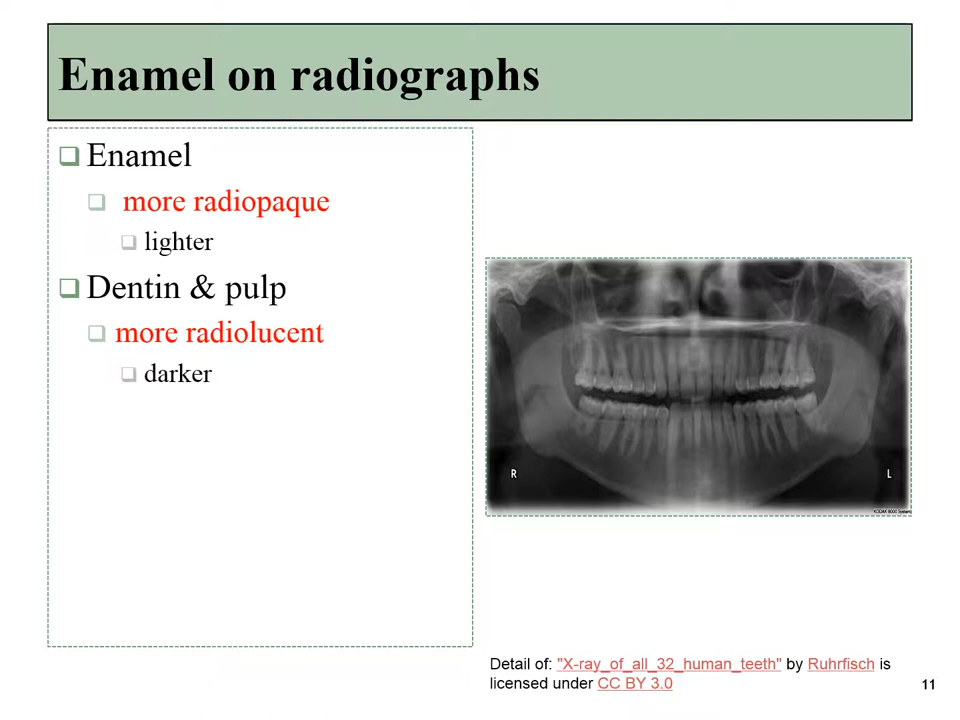 Enamel on radiographs
Enamel
more radiopaque
lighter
Dentin & pulp
more radiolucent
darker
R
L
Detail of: "X-ray_of_all_32_human_teeth" by Ruhrfisch is
licensed under CC BY 3.0
11